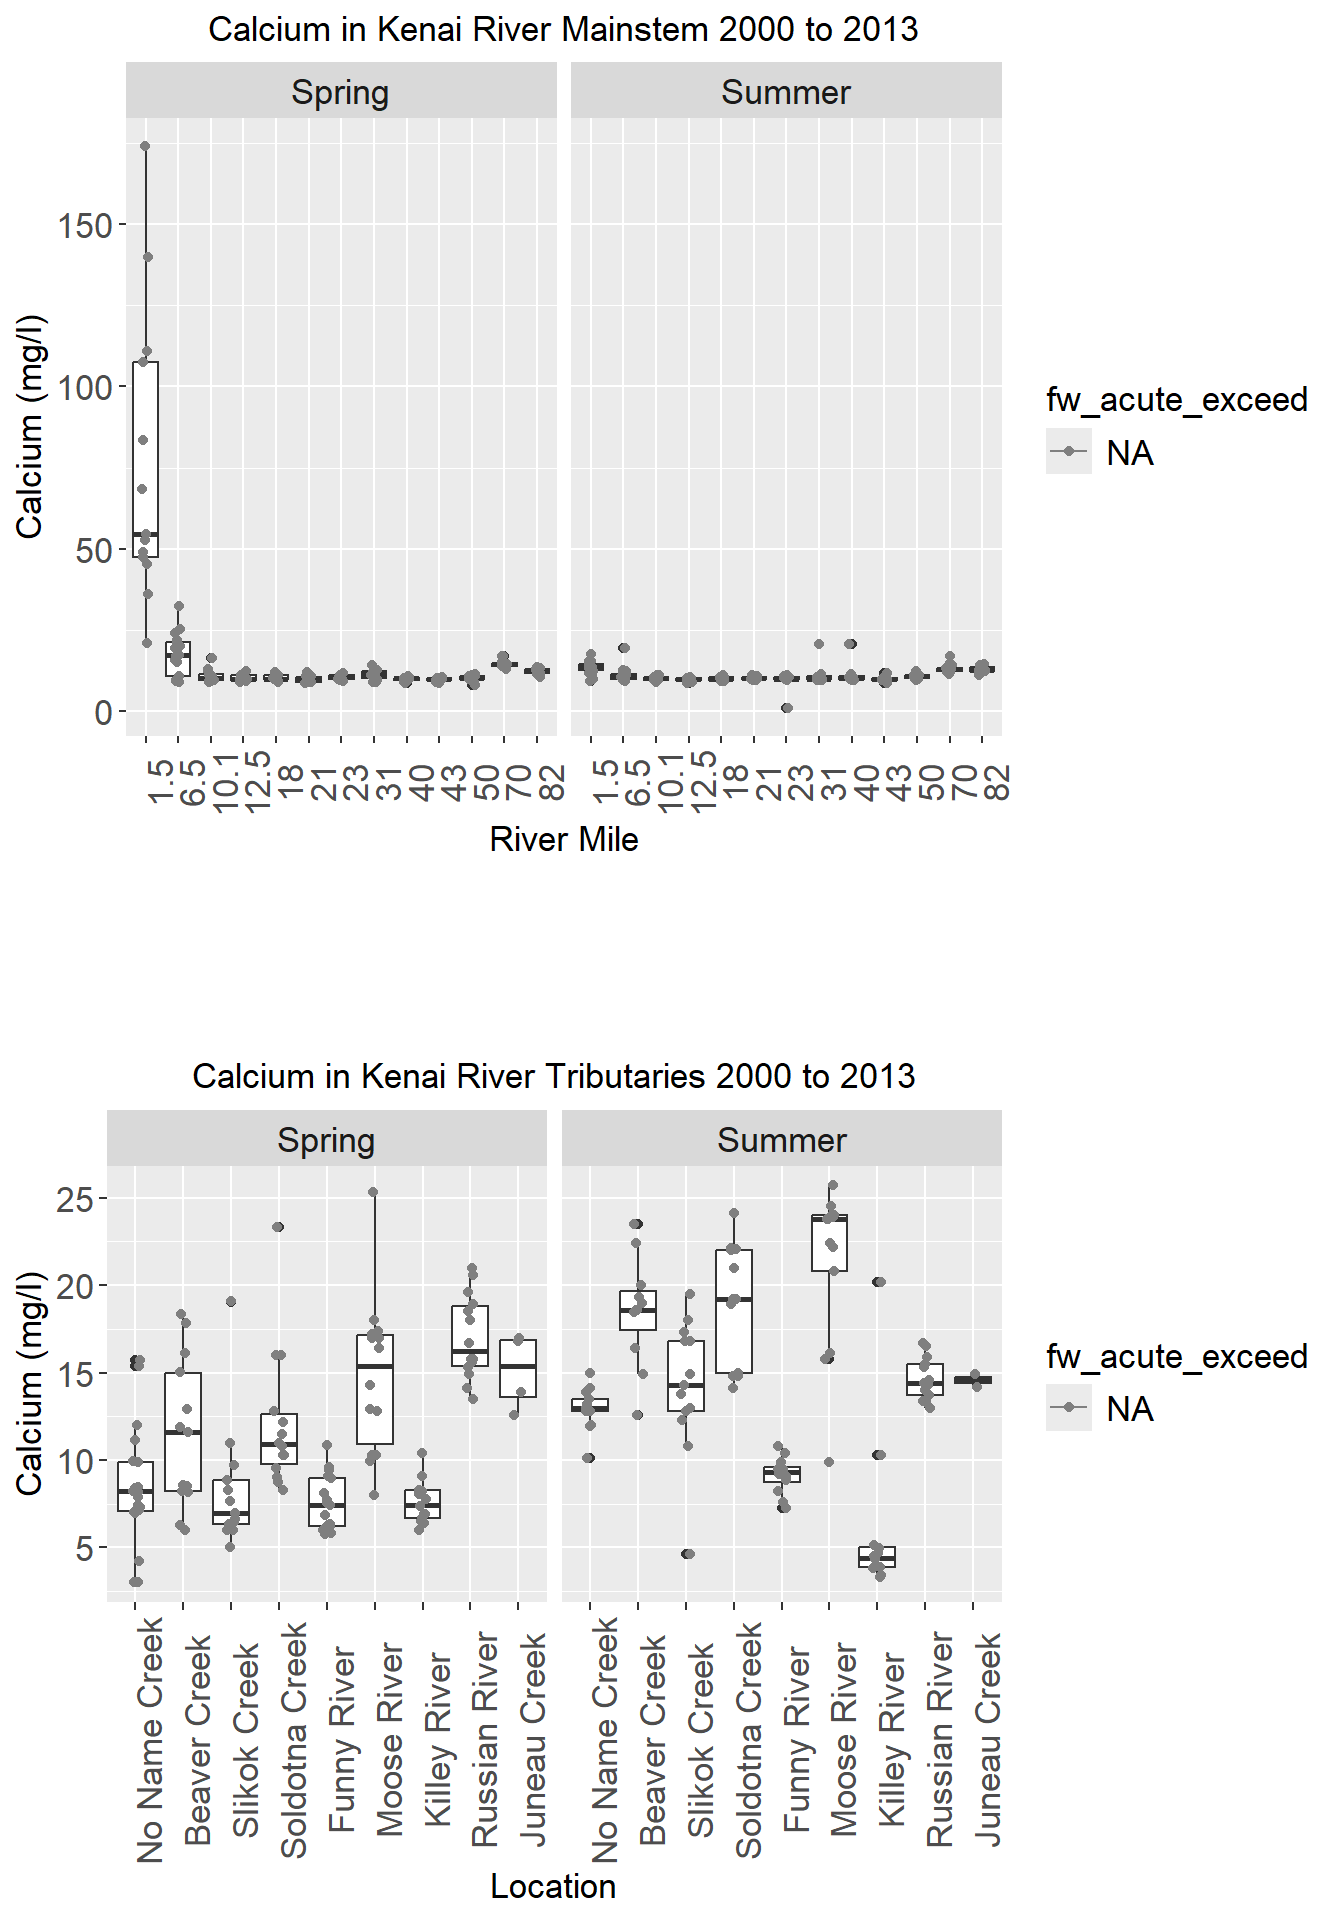 Calcium in Kenai River Mainstem 2000 to 2013
Spring
Summer
Calcium (mg/l)
150
100
50
0
1.5
6.5
10.1
12.5
18
21
23
31
40
43
50
70
82
1.5
6.5
10.1
12.5
18
21
23
31
40
43
50
70
82
River Mile
fw_acute_exceed
NA
Calcium in Kenai River Tributaries 2000 to 2013
Spring
Summer
Calcium (mg/l)
25
20
15
10
5
No Name Creek
Beaver Creek
Slikok Creek
Soldotna Creek
Funny River
Moose River
Killey River
Russian River
Juneau Creek
No Name Creek
Beaver Creek
Slikok Creek
Soldotna Creek
Funny River
Moose River
Killey River
Russian River
Juneau Creek
Location
fw_acute_exceed
NA